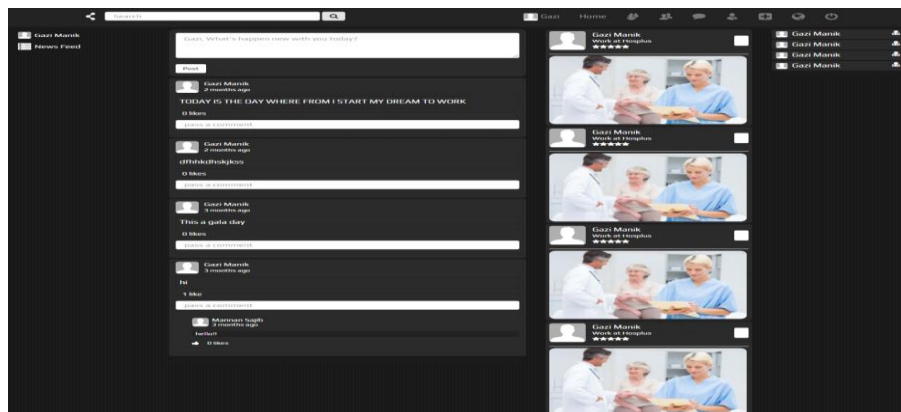 Search
Gazi Home
Gazi Manik
News Feed
Gazi, What's happen new with you today?
Post
Gazi Manik
2 months ago
TODAY IS THE DAY WHERE FROM I START MY DREAM TO WORK
0 likes
pass a comment
Gazi Manik
2 months ago
dfhhkdhskjkss
0 likes
pass a comment
Gazi Manik
3 months ago
This a gala day
0 likes
pass a comment
Gazi Manik
3 months ago
hi
1 like
pass a comment
Mannan Sajib
3 months ago
hello!!
0 likes
Gazi Manik
Work at Hosplus
Gazi Manik
Work at Hosplus
Gazi Manik
Work at Hosplus
Gazi Manik
Work at Hosplus
Gazi Manik
Gazi Manik
Gazi Manik
Gazi Manik